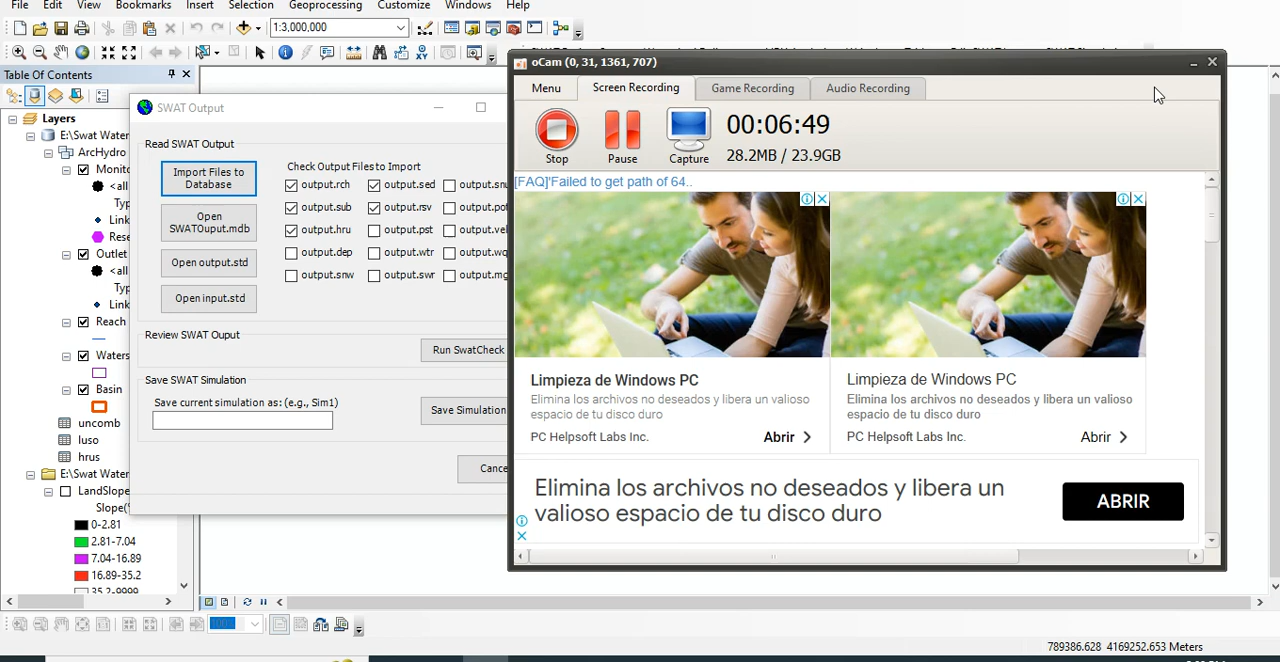 File Edit View Bookmarks Insert Selection Geoprocessing Customize Windows Help
1:3,000,000
Table Of Contents
Layers
E:\Swat Water
ArcHydro
Monito
<all
Link
Rese
Outlet
<all
Link
Reach
Waters
Basin
uncomb
luso
hrus
E:\Swat Water
LandSlope
0-2.81
2.81-7.04
7.04-16.89
16.89-35.2
35.2-9999
SWAT Output
Read SWAT Output
Import Files to
Database
Open
SWATOuput.mdb
Open output.std
Open input.std
Check Output Files to Import
output.rch output.sed
output.sub output.rsv
output.hru output.pst
output.dep output.wtr
output.snw output.swr
Review SWAT Ouput
Run SwatCheck
Save SWAT Simulation
Save current simulation as: (e.g., Sim1)
Save Simulation
Cance
oCam (0, 31, 1361, 707)
Menu Screen Recording Game Recording Audio Recording
Stop Pause Capture
00:06:49
28.2MB / 23.9GB
[FAQ]'Failed to get path of 64..
Limpieza de Windows PC
Elimina los archivos no deseados y libera un valioso
espacio de tu disco duro
PC Helpsoft Labs Inc. Abrir
Limpieza de Windows PC
Elimina los archivos no deseados y libera un valioso
espacio de tu disco duro
PC Helpsoft Labs Inc. Abrir
Elimina los archivos no deseados y libera un
valioso espacio de tu disco duro
ABRIR
789386.628 4169252.653 Meters